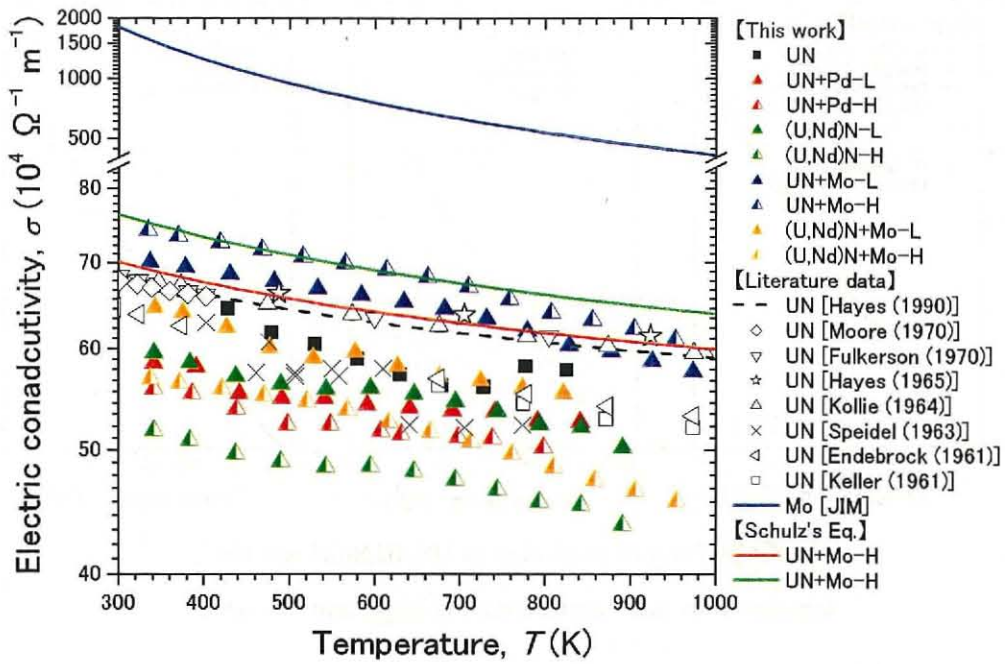 2000
1500
1000
500
80
70
60
50
40
300
400
500
600
700
800
900
1000
Electric conadcutivity, σ (10⁴ Ω⁻¹ m⁻¹)
Temperature, T(K)
【This work】
UN
UN+Pd-L
UN+Pd-H
(U,Nd)N-L
(U,Nd)N-H
UN+Mo-L
UN+Mo-H
(U,Nd)N+Mo-L
(U,Nd)N+Mo-H
【Literature data】
UN [Hayes (1990)]
UN [Moore (1970)]
UN [Fulkerson (1970)]
UN [Hayes (1965)]
UN [Kollie (1964)]
UN [Speidel (1963)]
UN [Endebrock (1961)]
UN [Keller (1961)]
Mo [JIM]
【Schulz's Eq.】
UN+Mo-H
UN+Mo-H